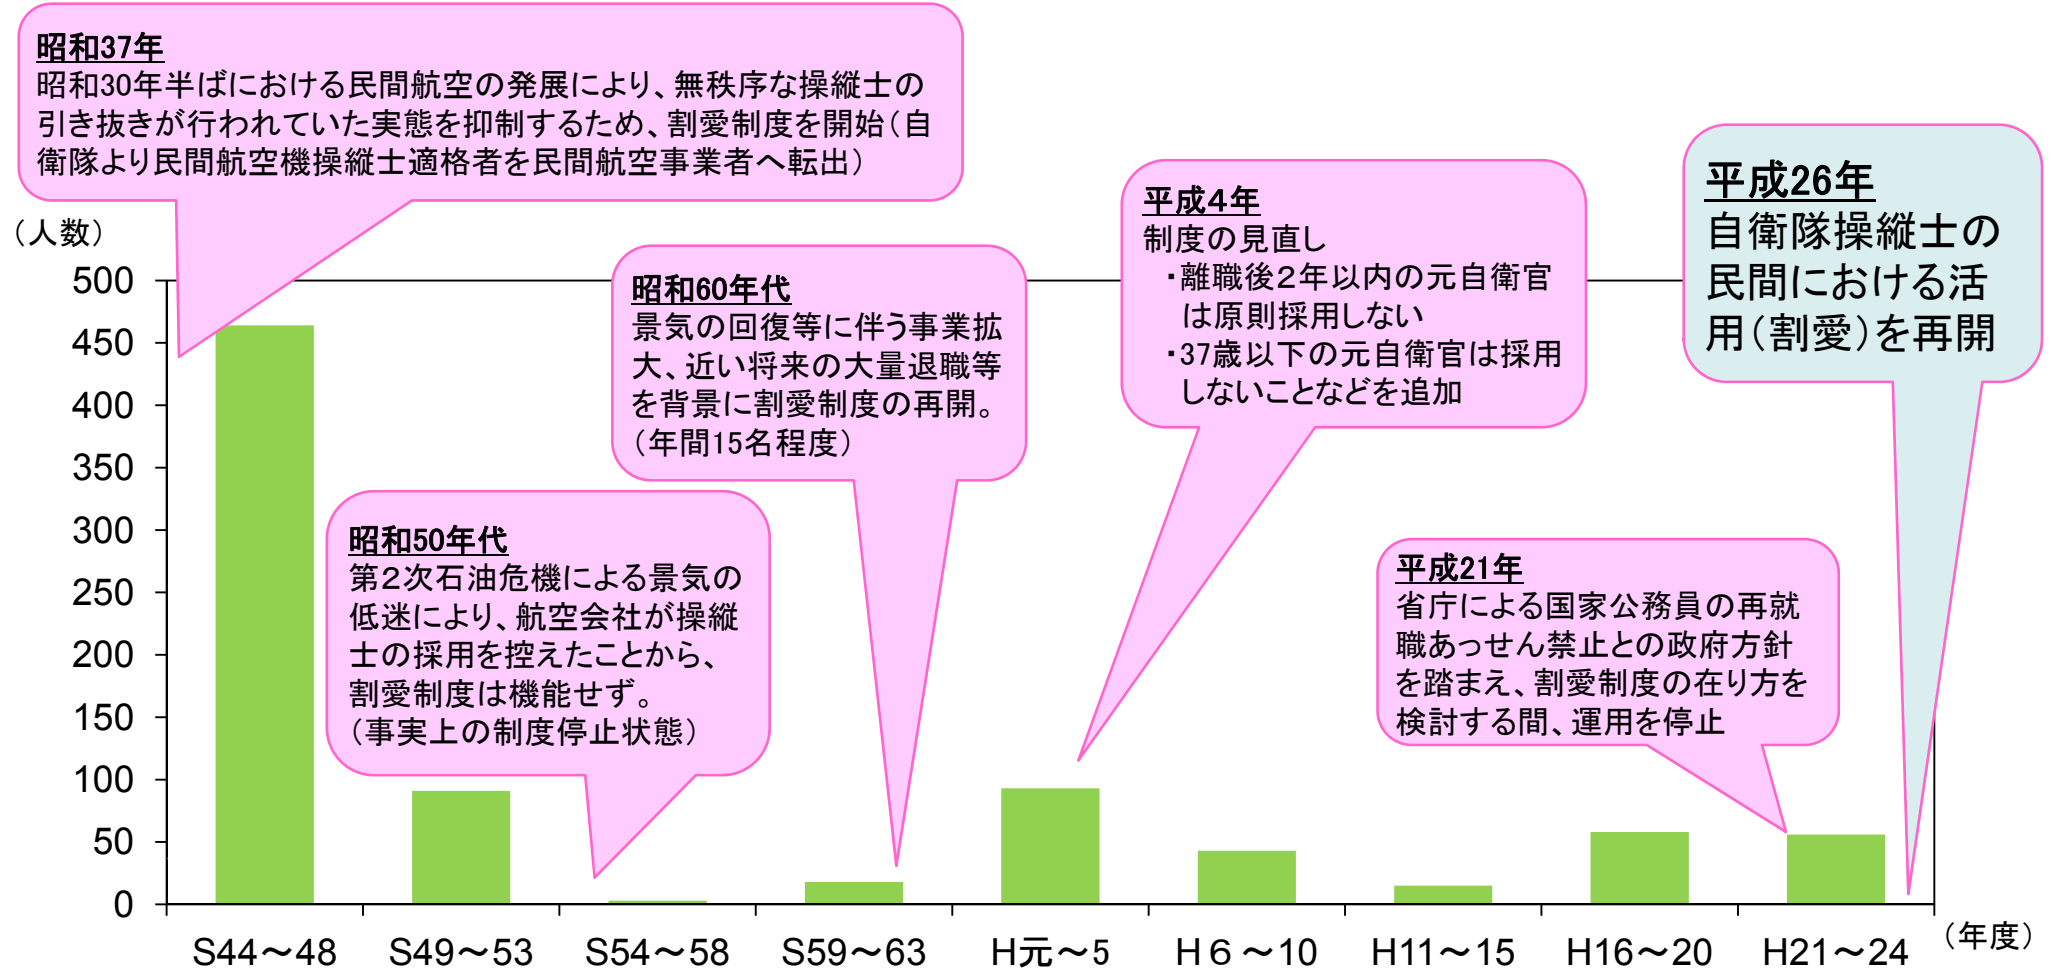 昭和37年
昭和30年半ばにおける民間航空の発展により、無秩序な操縦士の
引き抜きが行われていた実態を抑制するため、割愛制度を開始（自
衛隊より民間航空機操縦士適格者を民間航空事業者へ転出）
平成4年
制度の見直し
・離職後２年以内の元自衛官
は原則採用しない
・37歳以下の元自衛官は採用
しないことなどを追加
平成26年
自衛隊操縦士の
民間における活
用（割愛）を再開
昭和60年代
景気の回復等に伴う事業拡
大、近い将来の大量退職等
を背景に割愛制度の再開。
（年間15名程度）
昭和50年代
第２次石油危機による景気の
低迷により、航空会社が操縦
士の採用を控えたことから、
割愛制度は機能せず。
（事実上の制度停止状態）
平成21年
省庁による国家公務員の再就
職あっせん禁止との政府方針
を踏まえ、割愛制度の在り方を
検討する間、運用を停止
（人数）
500
450
400
350
300
250
200
150
100
50
0
S44～48 S49～53 S54～58 S59～63 H元～5 H６～10 H11～15 H16～20 H21～24
（年度）